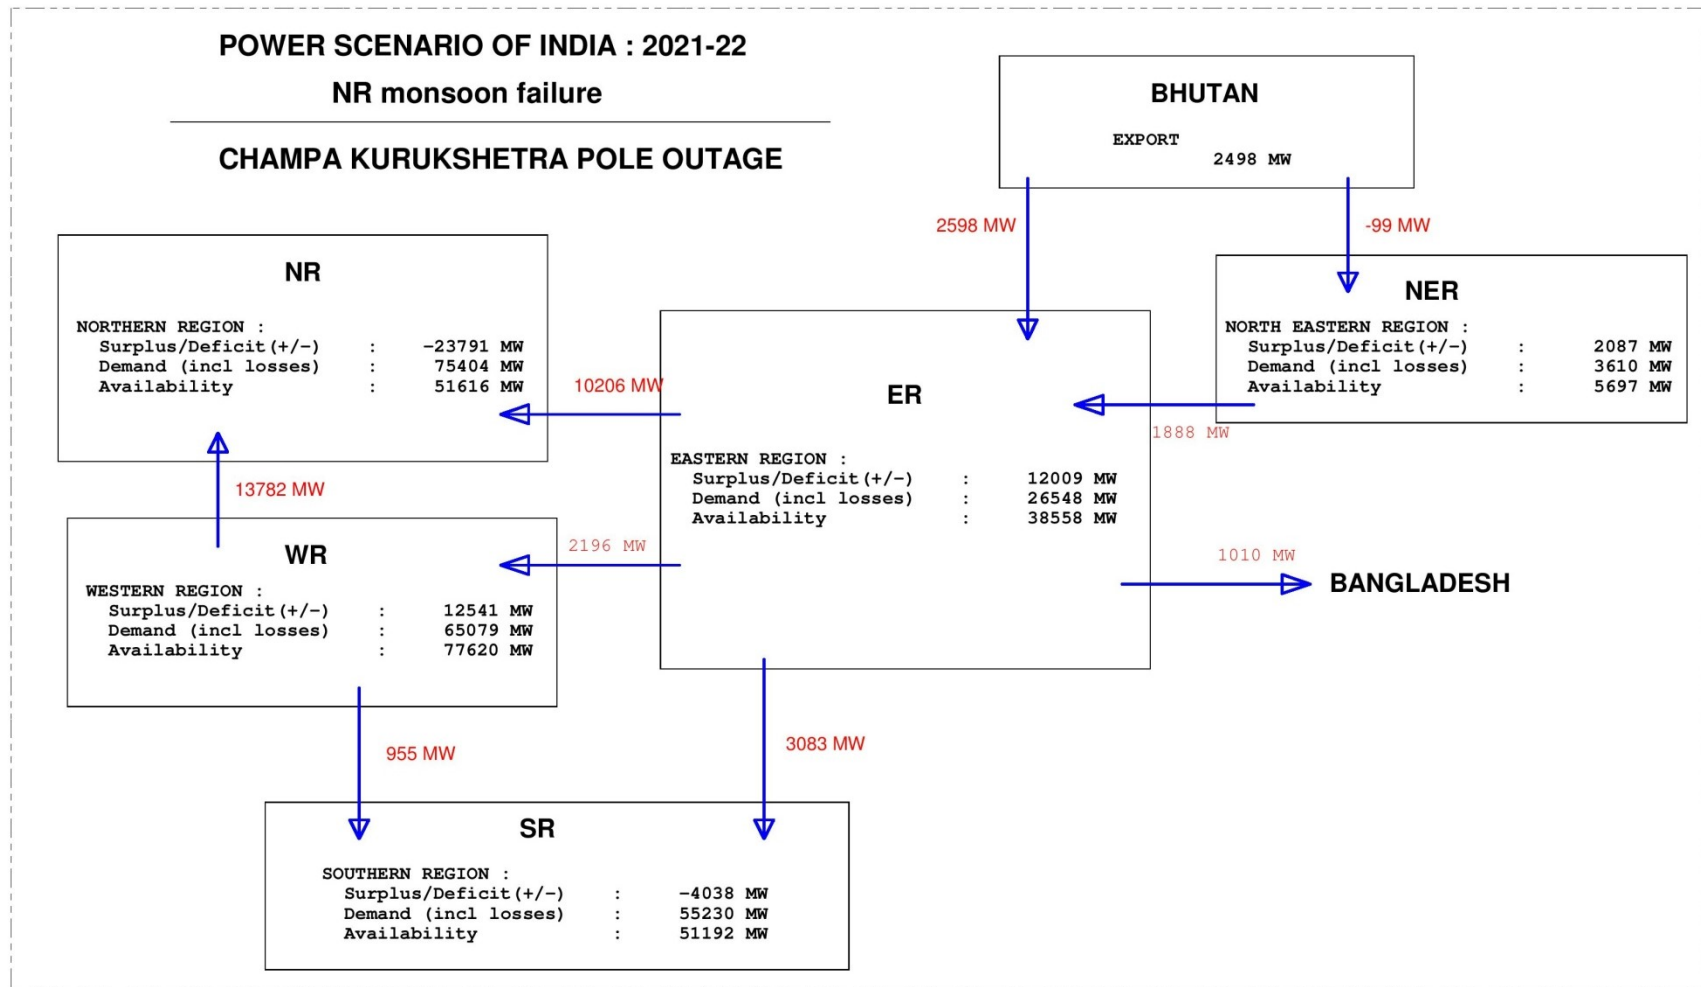 POWER SCENARIO OF INDIA : 2021-22
NR monsoon failure
CHAMPA KURUKSHETRA POLE OUTAGE
BHUTAN
EXPORT
2498 MW
2598 MW
-99 MW
NR
NORTHERN REGION :
Surplus/Deficit(+/-) : -23791 MW
Demand (incl losses) : 75404 MW
Availability : 51616 MW
10206 MW
NER
NORTH EASTERN REGION :
Surplus/Deficit(+/-) : 2087 MW
Demand (incl losses) : 3610 MW
Availability : 5697 MW
1888 MW
ER
EASTERN REGION :
Surplus/Deficit(+/-) : 12009 MW
Demand (incl losses) : 26548 MW
Availability : 38558 MW
13782 MW
2196 MW
WR
WESTERN REGION :
Surplus/Deficit(+/-) : 12541 MW
Demand (incl losses) : 65079 MW
Availability : 77620 MW
1010 MW
BANGLADESH
955 MW
3083 MW
SR
SOUTHERN REGION :
Surplus/Deficit(+/-) : -4038 MW
Demand (incl losses) : 55230 MW
Availability : 51192 MW